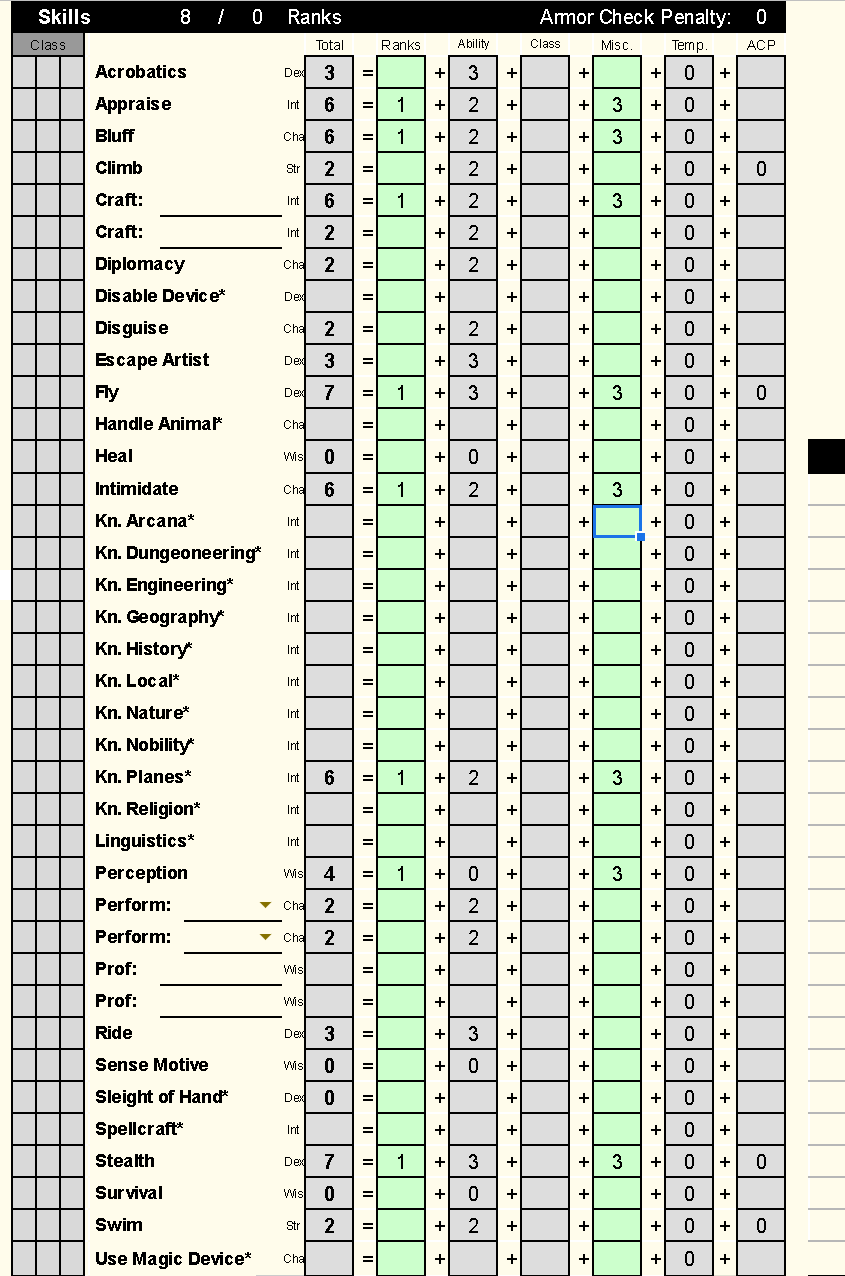 Skills 8 / 0 Ranks Armor Check Penalty: 0
Class Total Ranks Ability Class Misc. Temp. ACP
Acrobatics Dex 3 = + 3 + + + 0 +
Appraise Int 6 = 1 + 2 + + 3 + 0 +
Bluff Cha 6 = 1 + 2 + + 3 + 0 +
Climb Str 2 = + 2 + + + 0 + 0
Craft: Int 6 = 1 + 2 + + 3 + 0 +
Craft: Int 2 = + 2 + + + 0 +
Diplomacy Cha 2 = + 2 + + + 0 +
Disable Device* Dex = + + + + 0 +
Disguise Cha 2 = + 2 + + + 0 +
Escape Artist Dex 3 = + 3 + + + 0 +
Fly Dex 7 = 1 + 3 + + 3 + 0 + 0
Handle Animal* Cha = + + + + 0 +
Heal Wis 0 = + 0 + + + 0 +
Intimidate Cha 6 = 1 + 2 + + 3 + 0 +
Kn. Arcana* Int = + + + + 0 +
Kn. Dungeoneering* Int = + + + + 0 +
Kn. Engineering* Int = + + + + 0 +
Kn. Geography* Int = + + + + 0 +
Kn. History* Int = + + + + 0 +
Kn. Local* Int = + + + + 0 +
Kn. Nature* Int = + + + + 0 +
Kn. Nobility* Int = + + + + 0 +
Kn. Planes* Int 6 = 1 + 2 + + 3 + 0 +
Kn. Religion* Int = + + + + 0 +
Linguistics* Int = + + + + 0 +
Perception Wis 4 = 1 + 0 + + 3 + 0 +
Perform: Cha 2 = + 2 + + + 0 +
Perform: Cha 2 = + 2 + + + 0 +
Prof: Wis = + + + + 0 +
Prof: Wis = + + + + 0 +
Ride Dex 3 = + 3 + + + 0 +
Sense Motive Wis 0 = + 0 + + + 0 +
Sleight of Hand* Dex 0 = + + + + 0 +
Spellcraft* Int = + + + + 0 +
Stealth Dex 7 = 1 + 3 + + 3 + 0 + 0
Survival Wis 0 = + 0 + + + 0 +
Swim Str 2 = + 2 + + + 0 + 0
Use Magic Device* Cha = + + + + 0 +